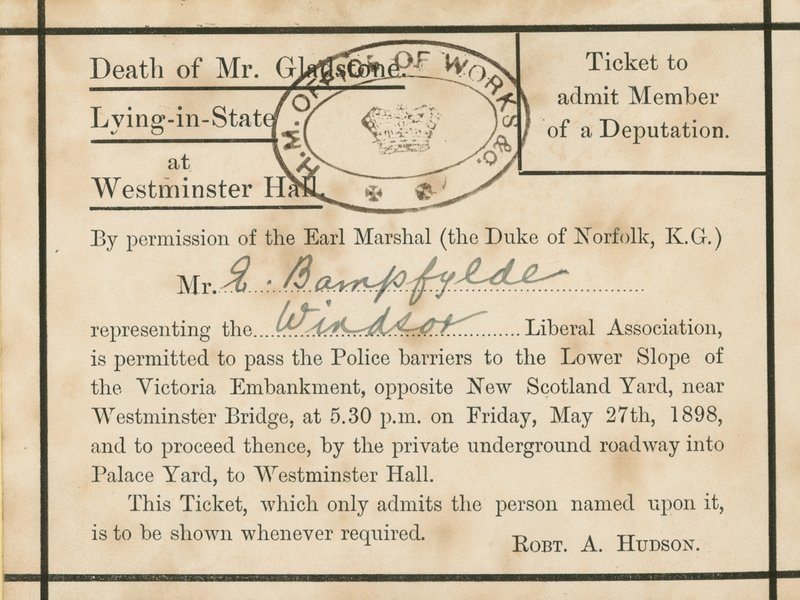 Death of Mr. Gladstone.
Lying-in-State
at
Westminster Hall.
H.M. OFFICE OF WORKS &c.
Ticket to
admit Member
of a Deputation.
By permission of the Earl Marshal (the Duke of Norfolk, K.G.)
Mr. E. Bampfylde
representing the Windsor Liberal Association,
is permitted to pass the Police barriers to the Lower Slope of
the Victoria Embankment, opposite New Scotland Yard, near
Westminster Bridge, at 5.30 p.m. on Friday, May 27th, 1898,
and to proceed thence, by the private underground roadway into
Palace Yard, to Westminster Hall.
This Ticket, which only admits the person named upon it,
is to be shown whenever required.
ROBT. A. HUDSON.